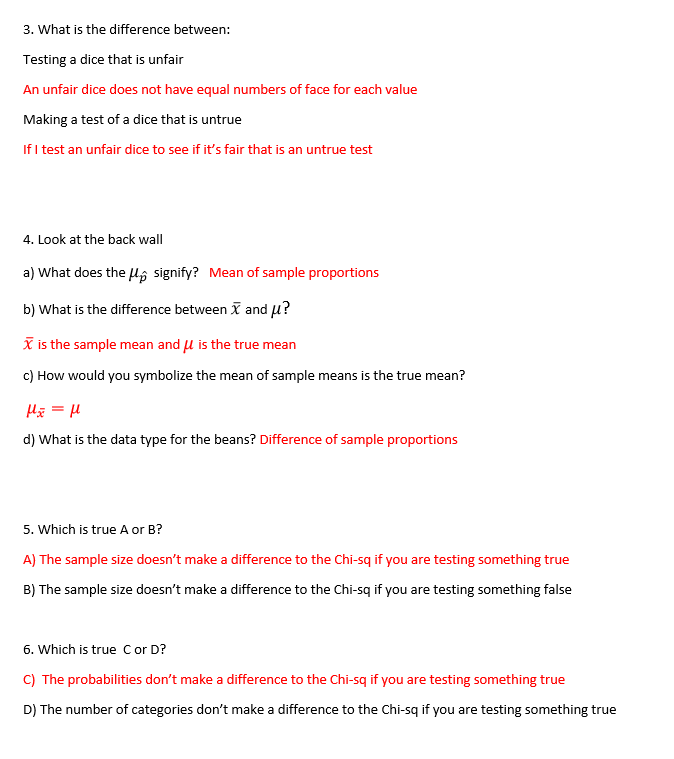 3. What is the difference between:
Testing a dice that is unfair
An unfair dice does not have equal numbers of face for each value
Making a test of a dice that is untrue
If I test an unfair dice to see if it's fair that is an untrue test
4. Look at the back wall
a) What does the μ_p̂ signify? Mean of sample proportions
b) What is the difference between x̄ and μ?
x̄ is the sample mean and μ is the true mean
c) How would you symbolize the mean of sample means is the true mean?
μ_x̄ = μ
d) What is the data type for the beans? Difference of sample proportions
5. Which is true A or B?
A) The sample size doesn't make a difference to the Chi-sq if you are testing something true
B) The sample size doesn't make a difference to the Chi-sq if you are testing something false
6. Which is true C or D?
C) The probabilities don't make a difference to the Chi-sq if you are testing something true
D) The number of categories don't make a difference to the Chi-sq if you are testing something true